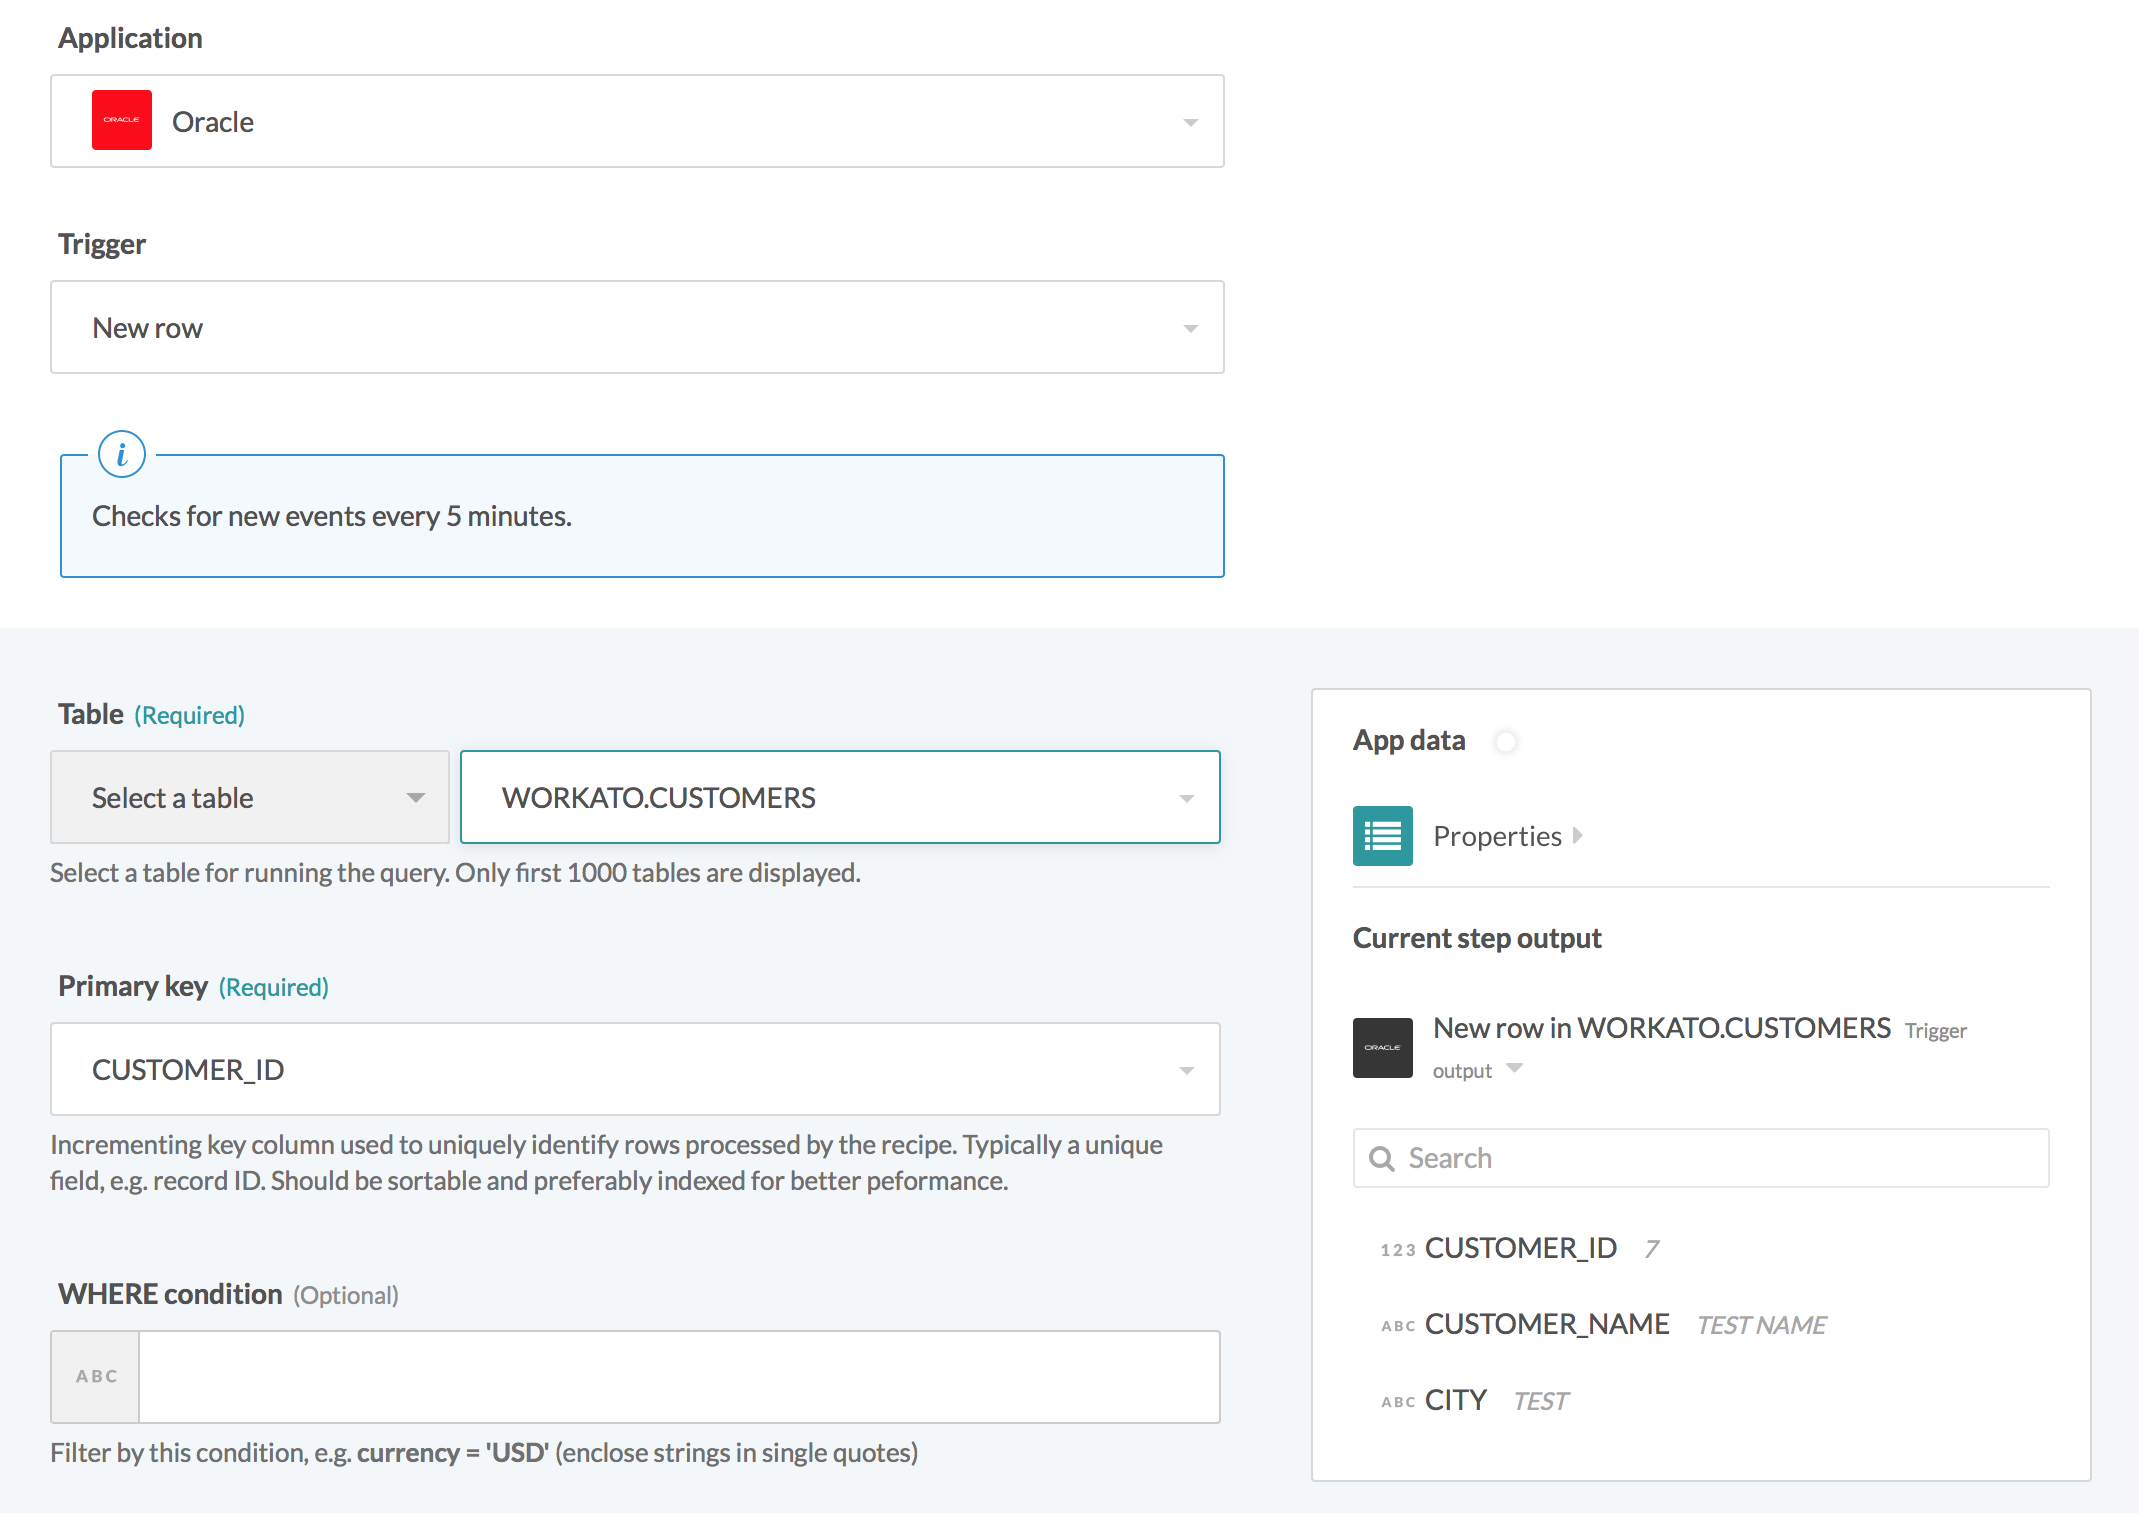 Application
ORACLE
Oracle
Trigger
New row
i
Checks for new events every 5 minutes.
Table (Required)
Select a table
WORKATO.CUSTOMERS
Select a table for running the query. Only first 1000 tables are displayed.
Primary key (Required)
CUSTOMER_ID
Incrementing key column used to uniquely identify rows processed by the recipe. Typically a unique
field, e.g. record ID. Should be sortable and preferably indexed for better peformance.
WHERE condition (Optional)
ABC
Filter by this condition, e.g. currency = 'USD' (enclose strings in single quotes)
App data
Properties
Current step output
ORACLE
New row in WORKATO.CUSTOMERS Trigger
output
Search
123 CUSTOMER_ID 7
ABC CUSTOMER_NAME TEST NAME
ABC CITY TEST